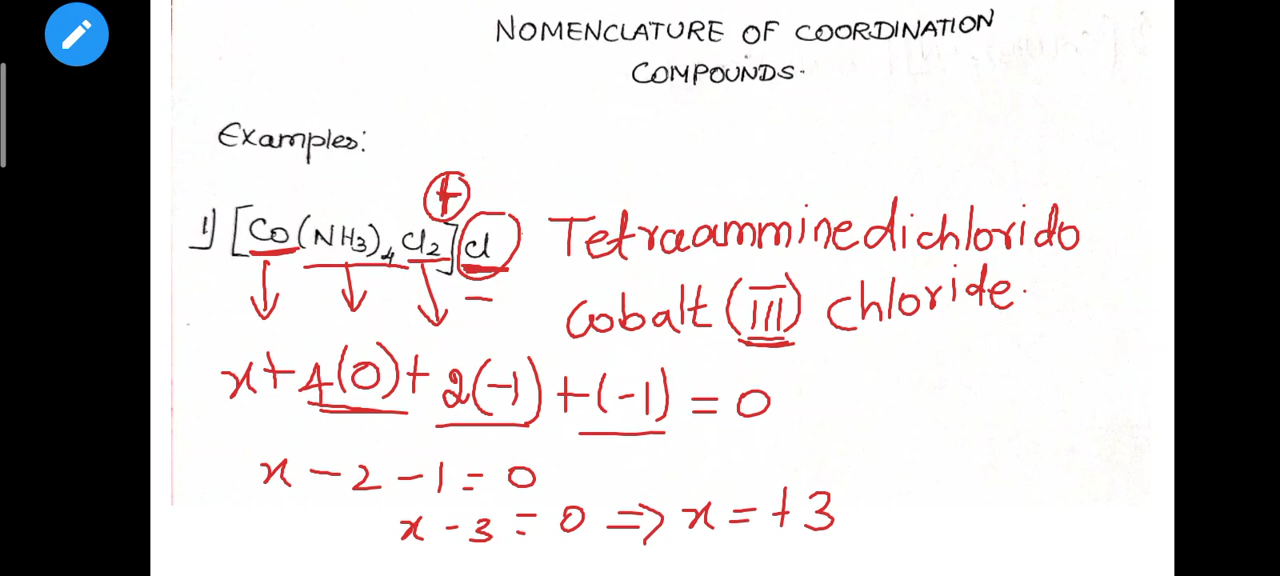 NOMENCLATURE OF COORDINATION
COMPOUNDS.
Examples:
1) [Co(NH3)4Cl2]Cl
+
−
Tetraamminedichlorido
Cobalt (III) chloride.
x+4(0)+2(-1)+(-1)=0
x-2-1=0
x-3=0 => x=+3